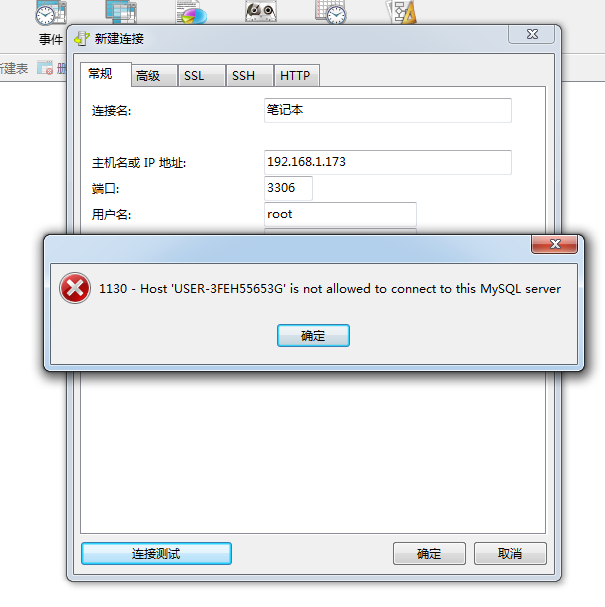 事件
新建连接
建表
常规
高级
SSL
SSH
HTTP
连接名:
笔记本
主机名或 IP 地址:
192.168.1.173
端口:
3306
用户名:
root
1130 - Host 'USER-3FEH55653G' is not allowed to connect to this MySQL server
确定
连接测试
确定
取消